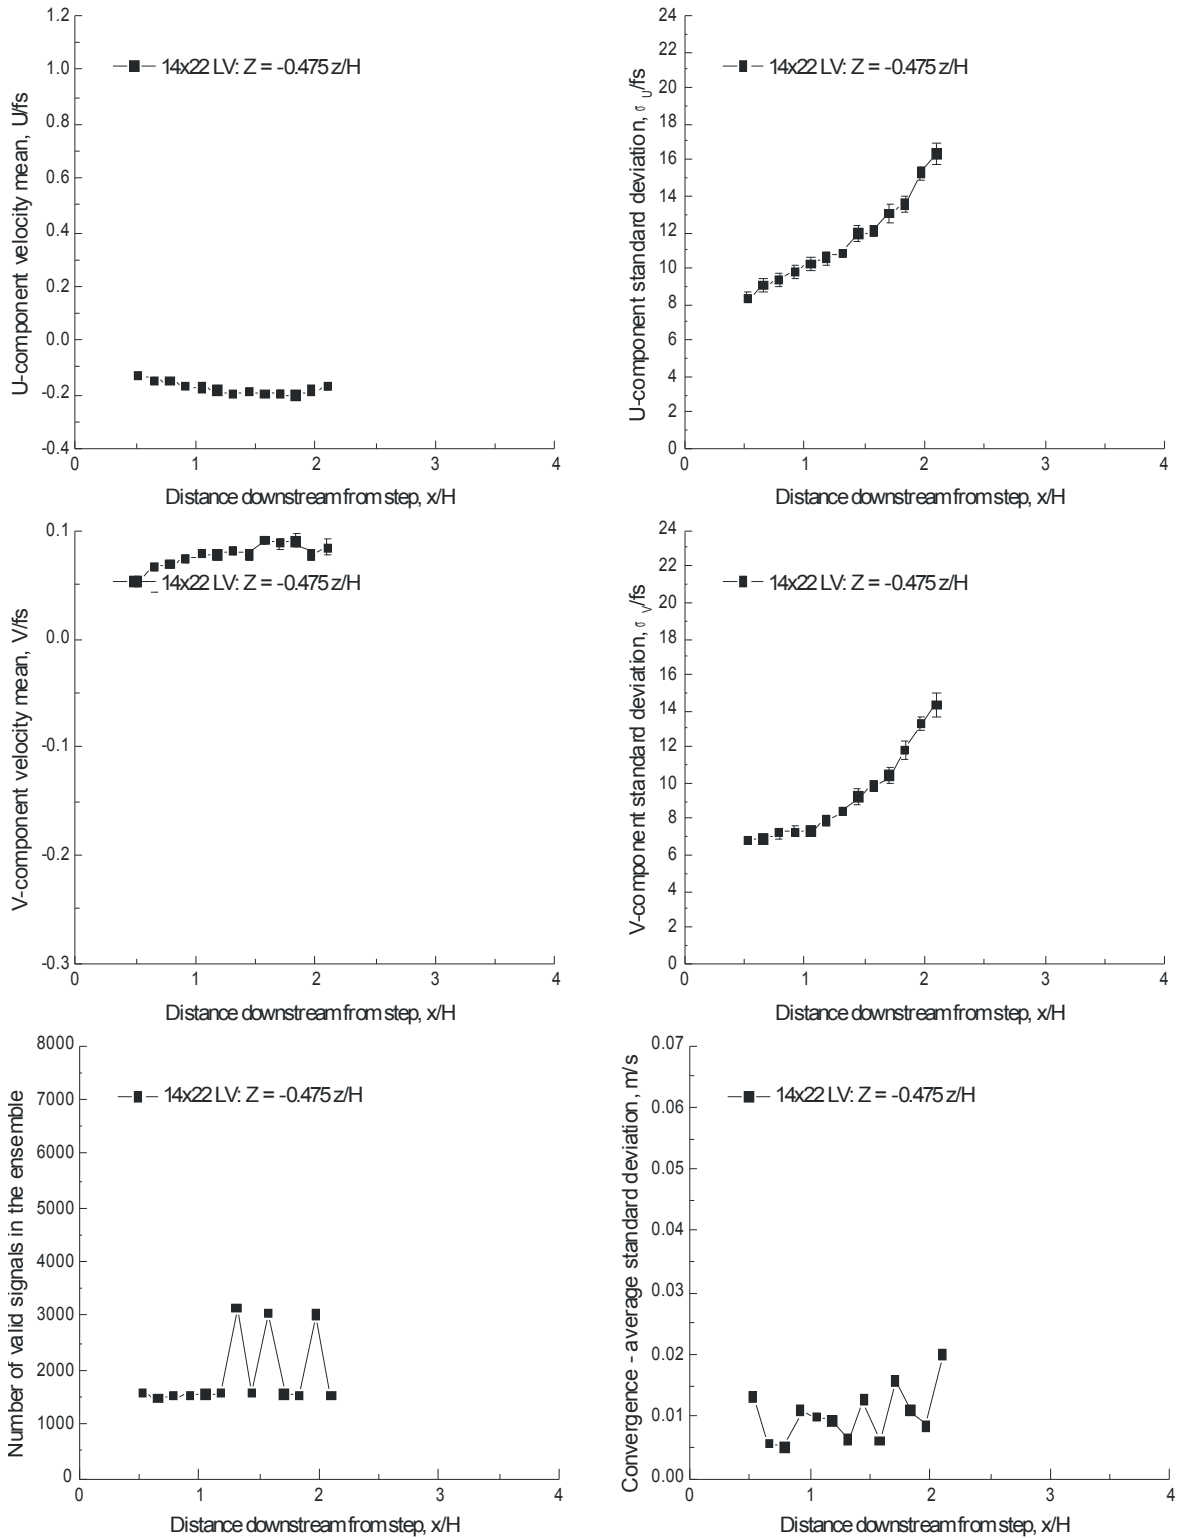 U-component velocity mean, U/fs
1.2
1.0
0.8
0.6
0.4
0.2
0.0
-0.2
-0.4
14x22 LV: Z = -0.475 z/H
0 1 2 3 4
Distance downstream from step, x/H
U-component standard deviation, σ U/fs
24
22
20
18
16
14
12
10
8
6
4
2
0
14x22 LV: Z = -0.475 z/H
0 1 2 3 4
Distance downstream from step, x/H
V-component velocity mean, V/fs
0.1
0.0
-0.1
-0.2
-0.3
14x22 LV: Z = -0.475 z/H
0 1 2 3 4
Distance downstream from step, x/H
V-component standard deviation, σ V/fs
24
22
20
18
16
14
12
10
8
6
4
2
0
14x22 LV: Z = -0.475 z/H
0 1 2 3 4
Distance downstream from step, x/H
Number of valid signals in the ensemble
8000
7000
6000
5000
4000
3000
2000
1000
0
14x22 LV: Z = -0.475 z/H
0 1 2 3 4
Distance downstream from step, x/H
Convergence - average standard deviation, m/s
0.07
0.06
0.05
0.04
0.03
0.02
0.01
0.00
14x22 LV: Z = -0.475 z/H
0 1 2 3 4
Distance downstream from step, x/H